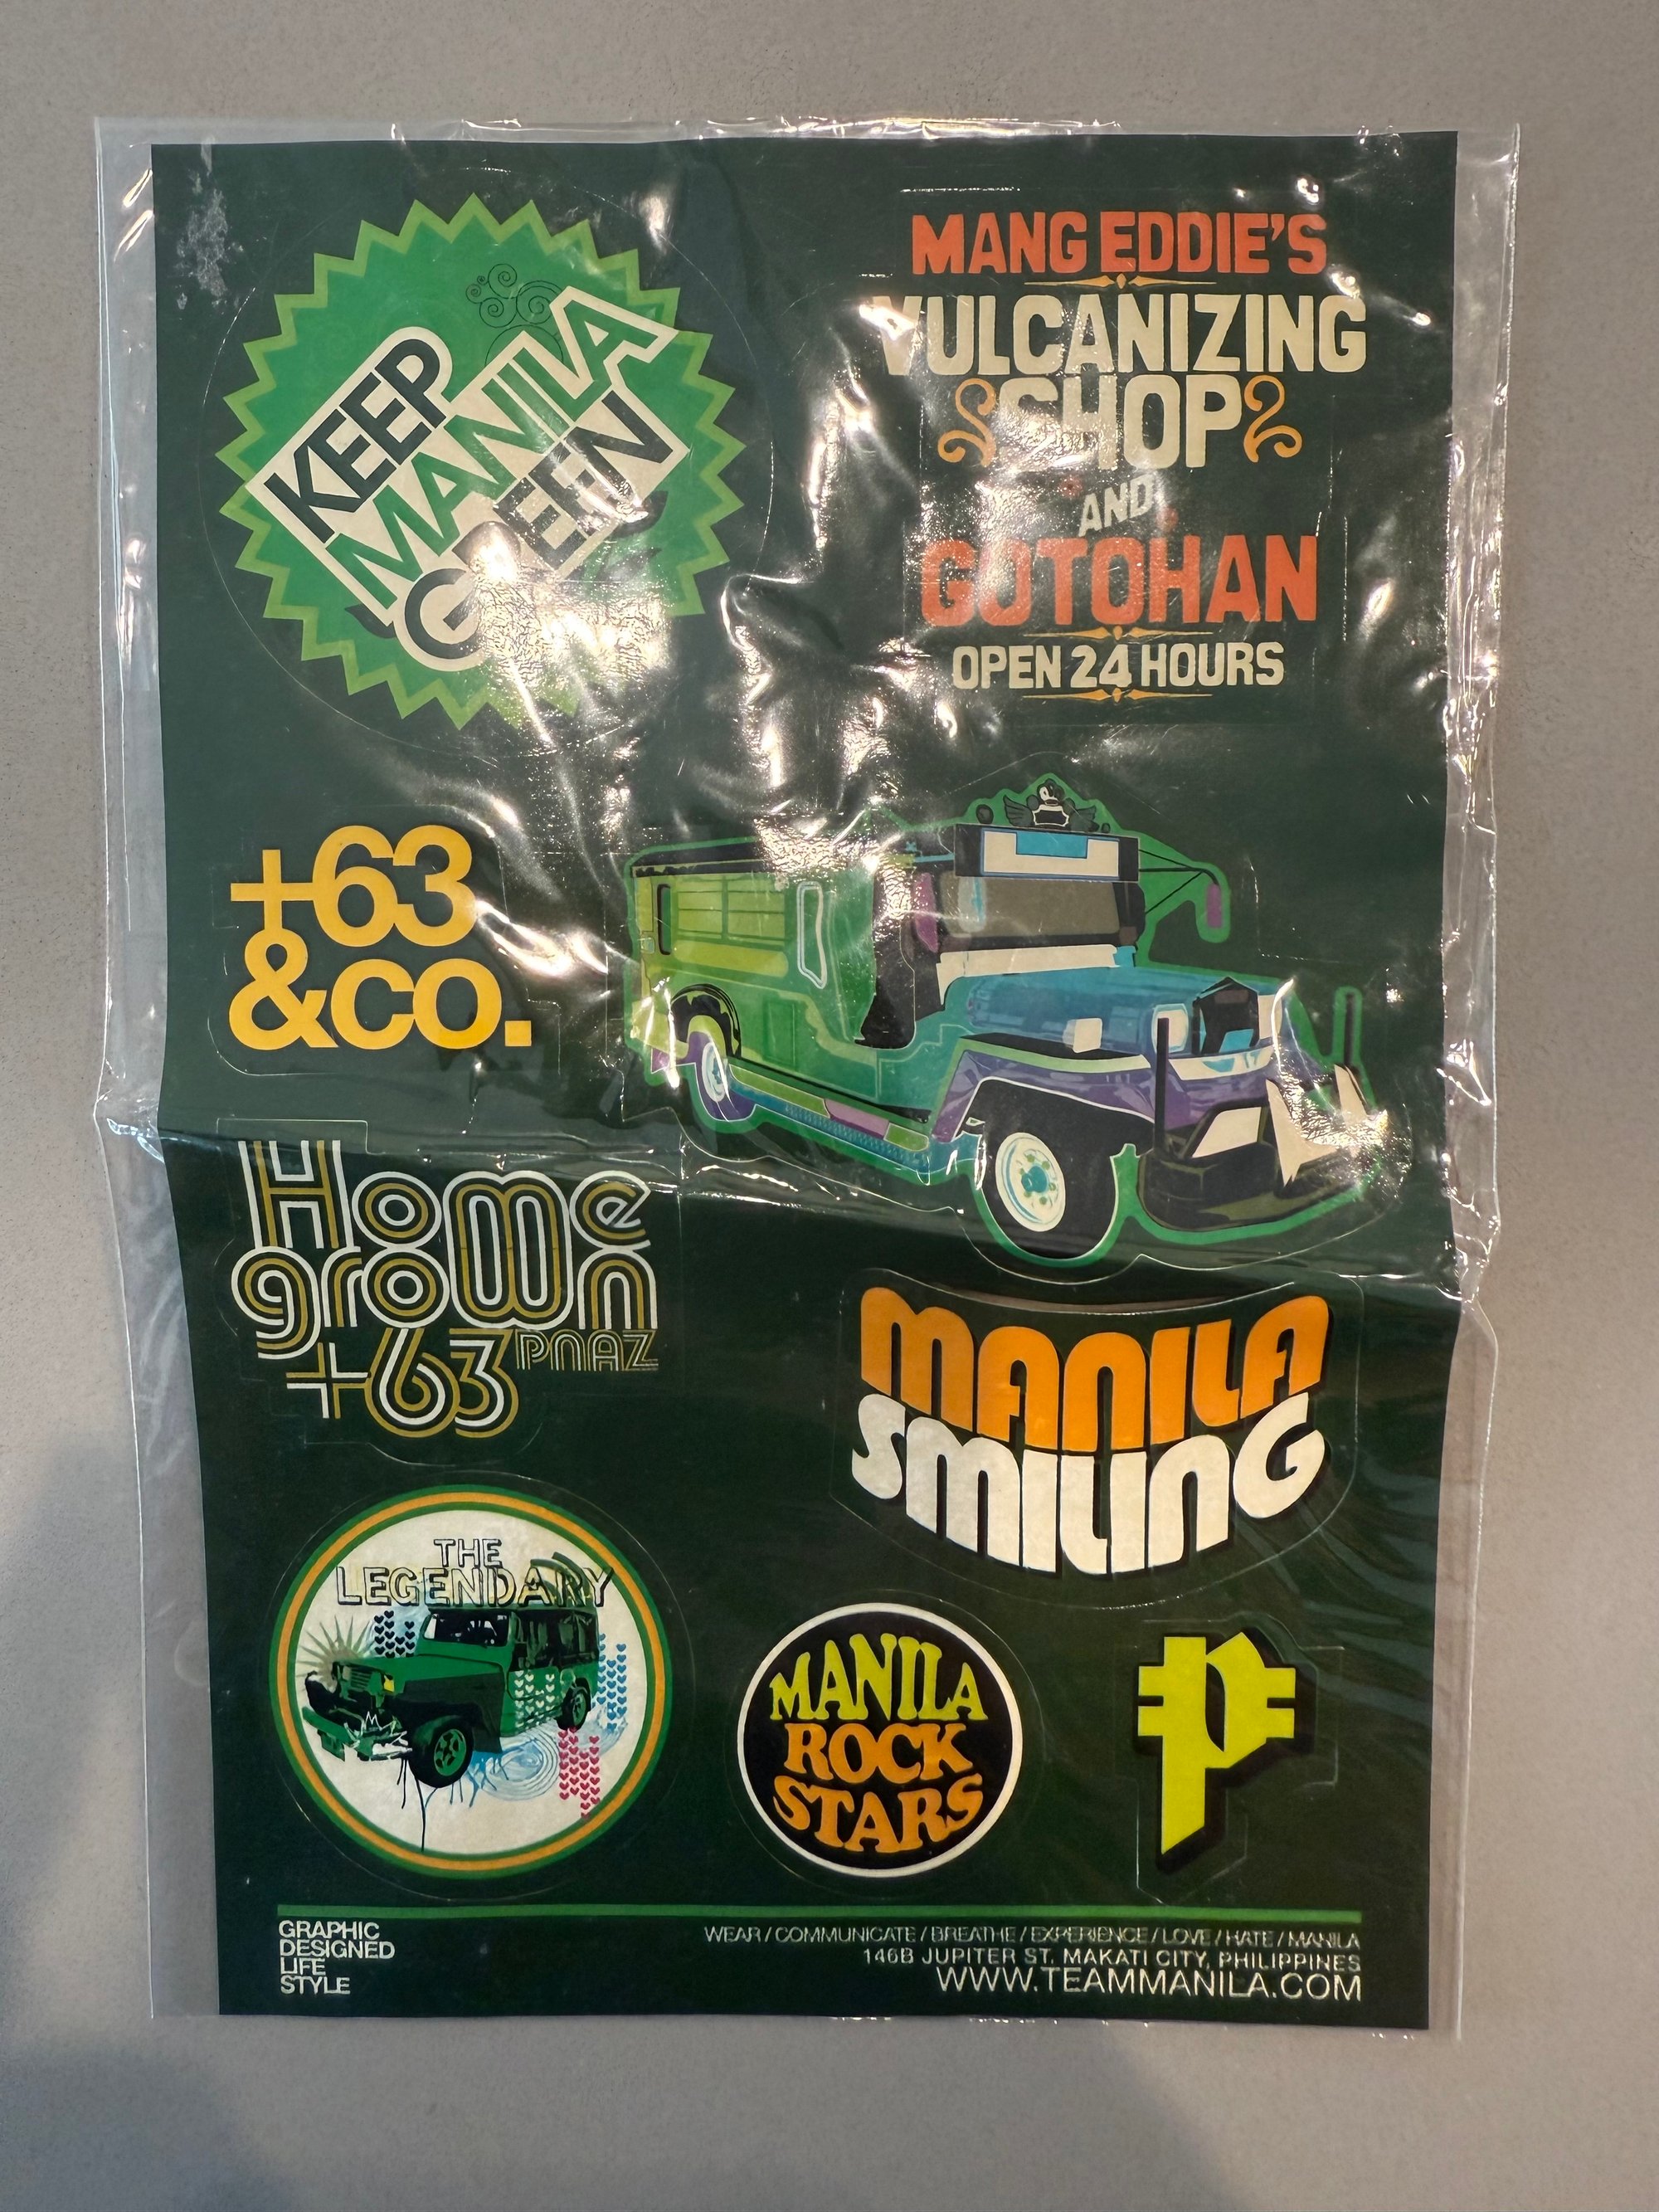 KEEP
MANILA
GREEN
MANG EDDIE'S
VULCANIZING
SHOP
AND
GOTOHAN
OPEN 24 HOURS
+63
&co.
Home
grown
+63 PNAZ
MANILA
SMILING
THE
LEGENDARY
MANILA
ROCK
STARS
₱
GRAPHIC
DESIGNED
LIFE
STYLE
WEAR / COMMUNICATE / BREATHE / EXPERIENCE / LOVE / HATE / MANILA
146B JUPITER ST. MAKATI CITY, PHILIPPINES
WWW.TEAMMANILA.COM